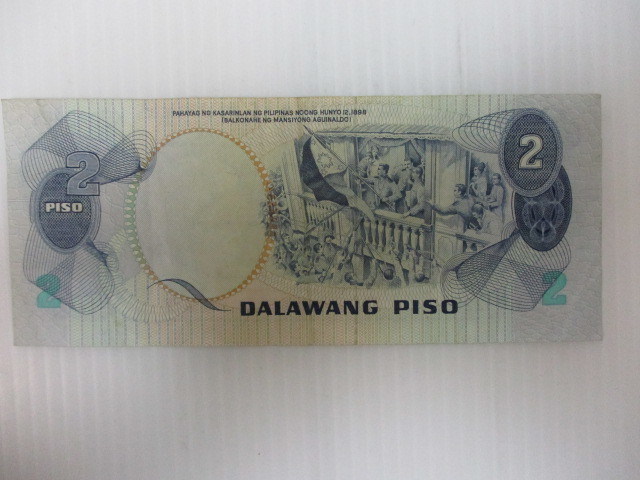 PAHAYAG NG KASARINLAN NG PILIPINAS NOONG HUNYO 12, 1898
(BALKONAHE NG MANSIYONG AGUINALDO)
2
2
PISO
2
2
DALAWANG PISO